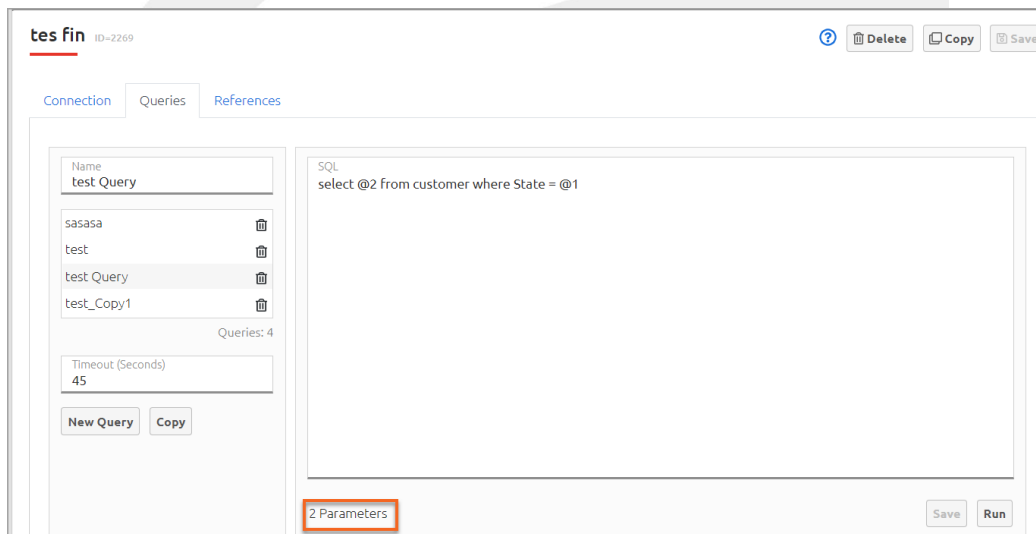 tes fin ID=2269
Delete Copy Save
Connection Queries References
Name
test Query
sasasa
test
test Query
test_Copy1
Queries: 4
Timeout (Seconds)
45
New Query Copy
SQL
select @2 from customer where State = @1
2 Parameters
Save Run